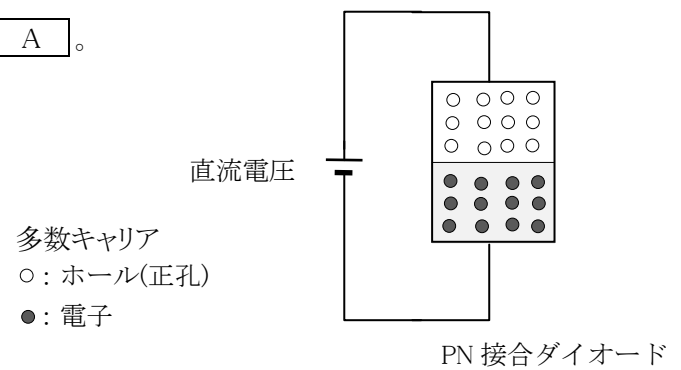 A 。
直流電圧
多数キャリア
○:ホール(正孔)
●:電子
PN 接合ダイオード